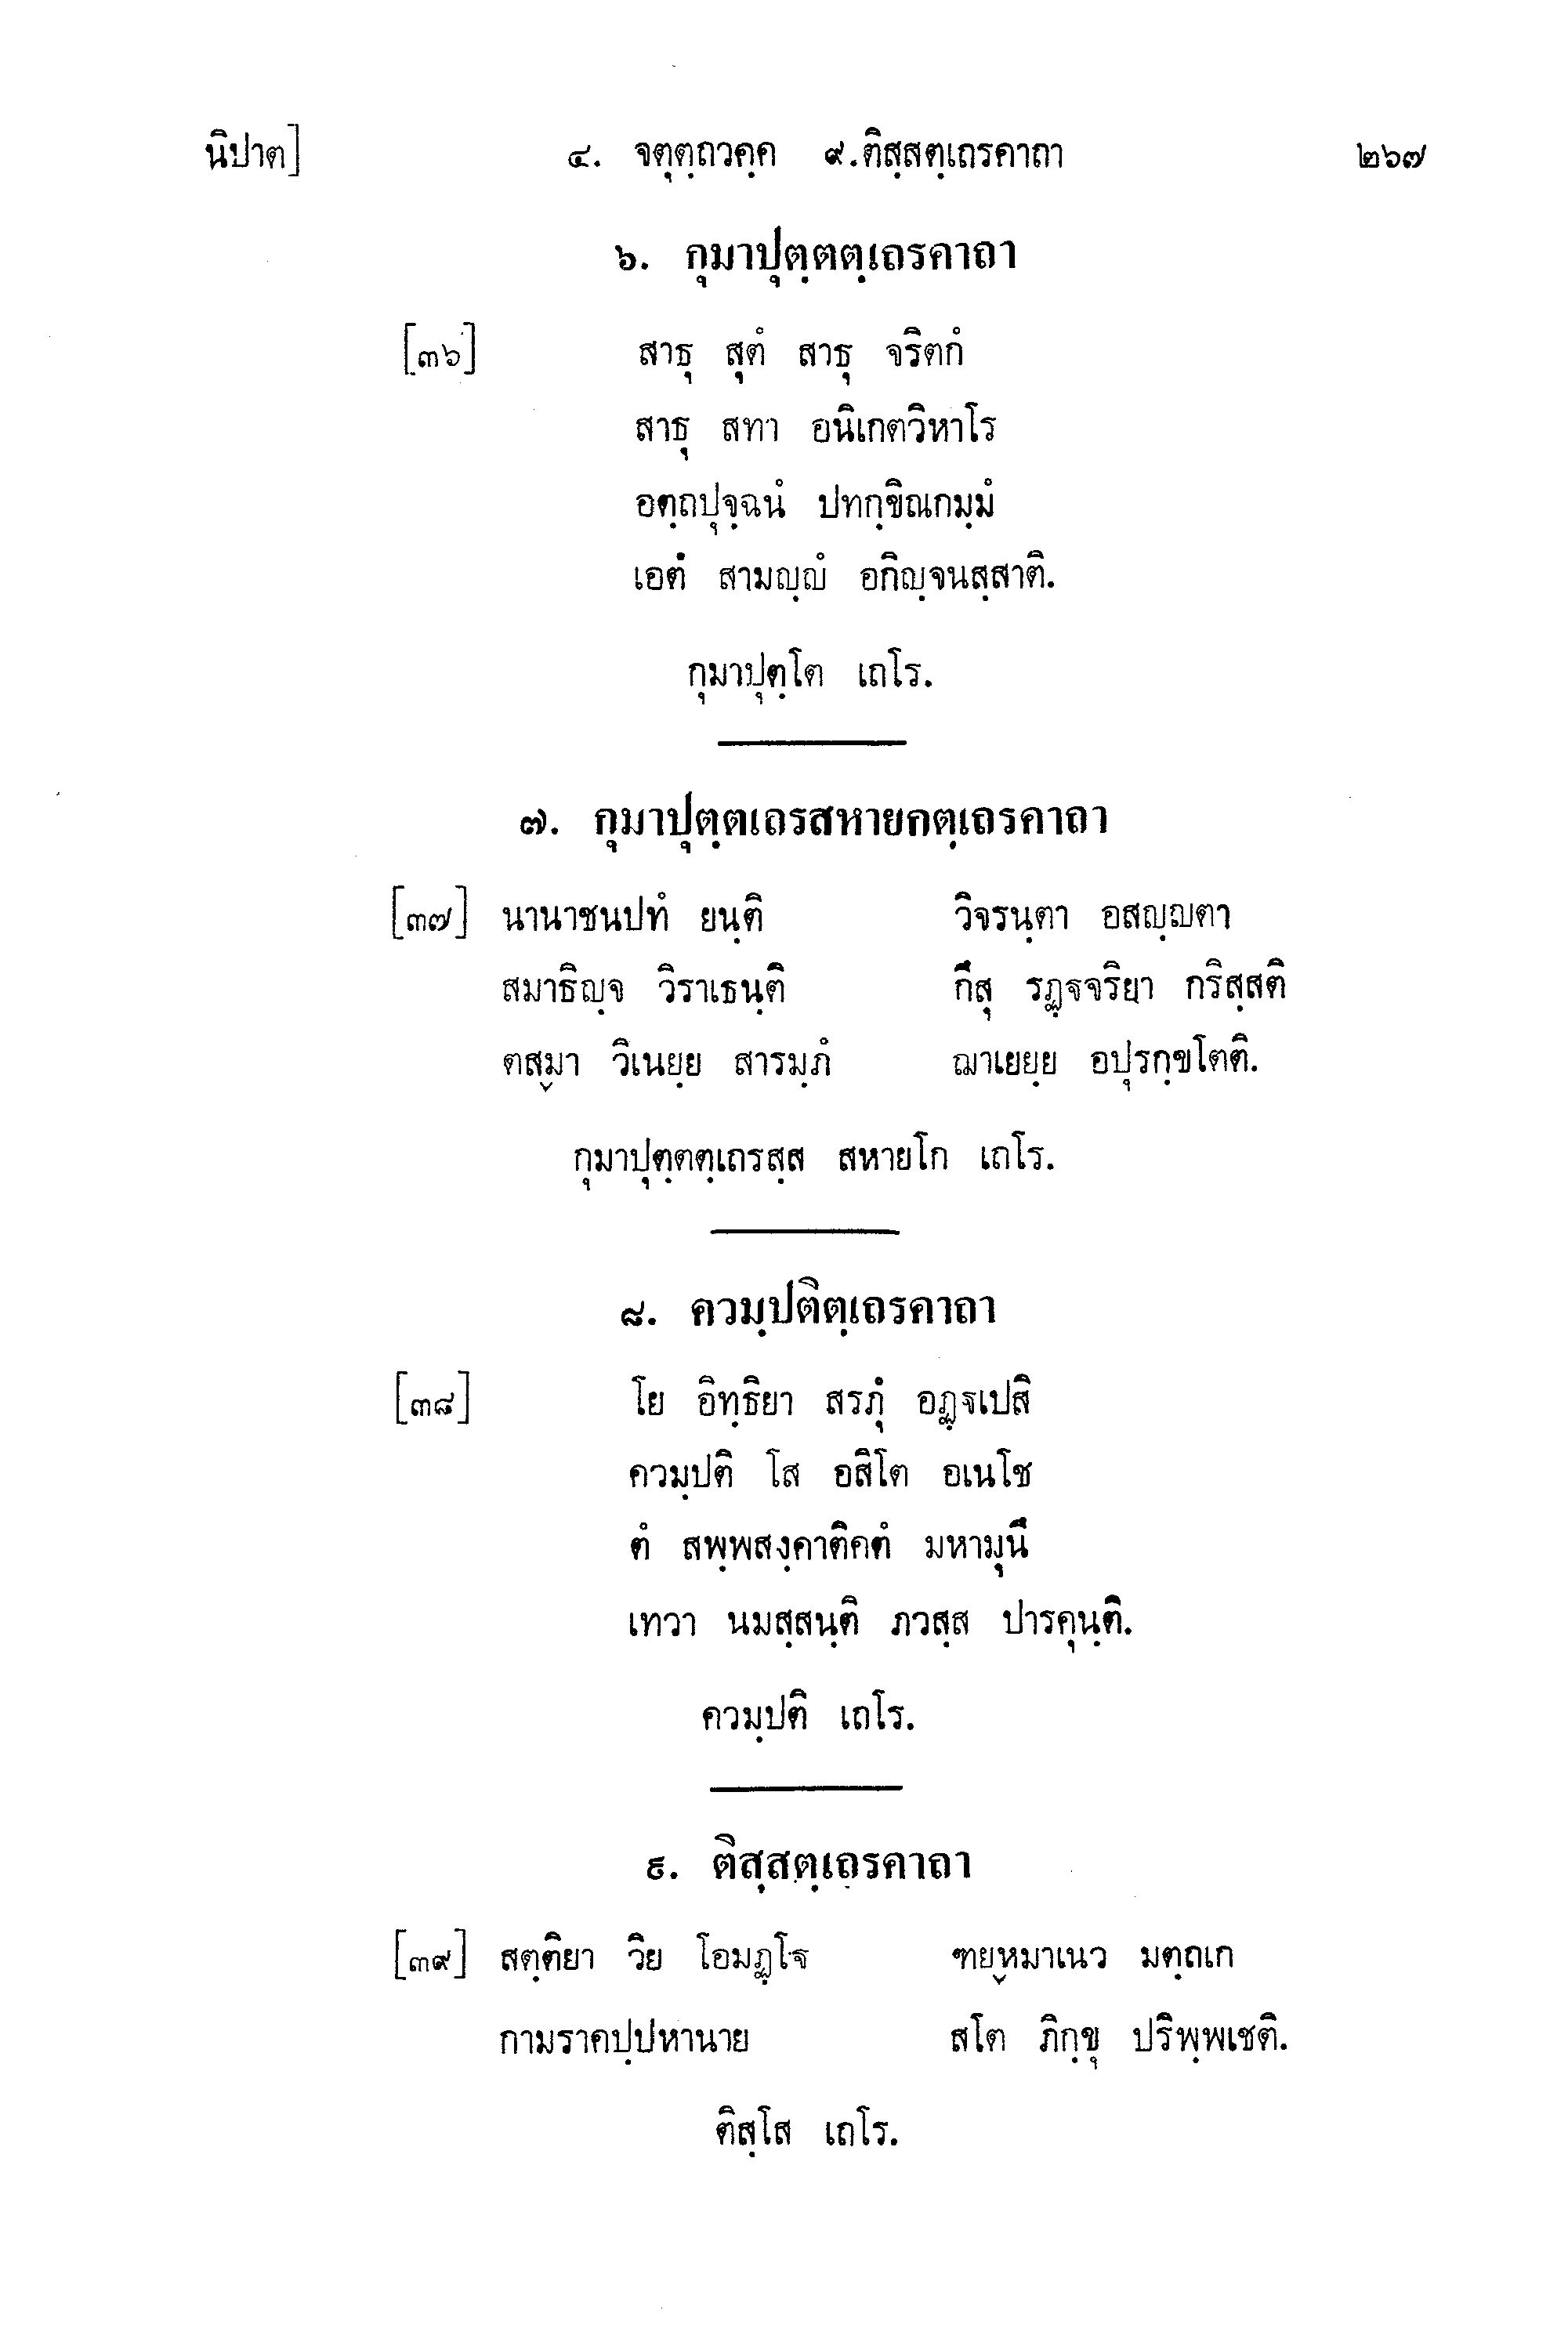 นิปาต] ๔. จตุตฺถวคฺค ๙.ติสฺสตฺเถรคาถา ๒๖๗
๖. กุมาปุตฺตตฺเถรคาถา
[๓๖] สาธุ สุตํ สาธุ จริตกํ
สาธุ สทา อนิเกตวิหาโร
อตฺถปุจฺฉนํ ปทกฺขิณกมฺมํ
เอตํ สามญฺญํ อกิญฺจนสฺสาติ.
กุมาปุตฺโต เถโร.
๗. กุมาปุตฺตเถรสหายกตฺเถรคาถา
[๓๗] นานาชนปทํ ยนฺติ วิจรนฺตา อสญฺญตา
สมาธิญฺจ วิราเธนฺติ กึสุ รฏฺฐจริยา กริสฺสติ
ตสฺมา วิเนยฺย สารมฺภํ ฌาเยยฺย อปุรกฺขโตติ.
กุมาปุตฺตตฺเถรสฺส สหายโก เถโร.
๘. ควมฺปติตฺเถรคาถา
[๓๘] โย อิทฺธิยา สรภุํ อฏฺฐเปสิ
ควมฺปติ โส อสิโต อเนโช
ตํ สพฺพสงฺคาติคตํ มหามุนึ
เทวา นมสฺสนฺติ ภวสฺส ปารคุนฺติ.
ควมฺปติ เถโร.
๙. ติสฺสตฺเถรคาถา
[๓๙] สตฺติยา วิย โอมฏฺโฐ ฑยฺหมาเนว มตฺถเก
กามราคปฺปหานาย สโต ภิกฺขุ ปริพฺพเชติ.
ติสฺโส เถโร.